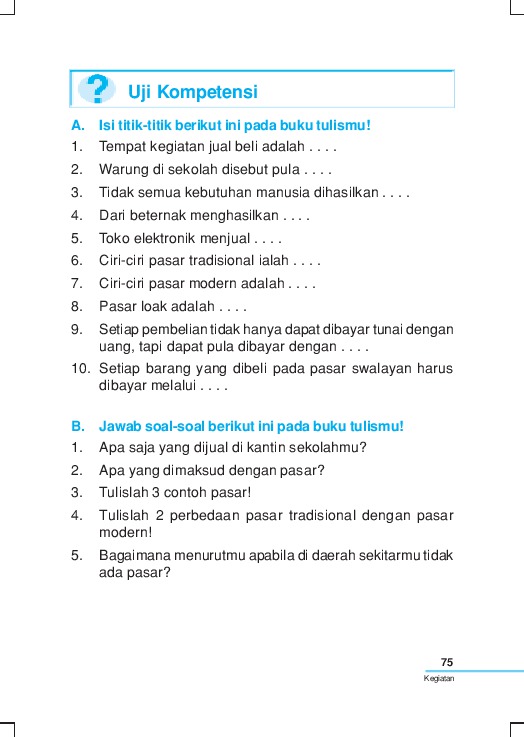 ? Uji Kompetensi
A. Isi titik-titik berikut ini pada buku tulismu!
1. Tempat kegiatan jual beli adalah . . . .
2. Warung di sekolah disebut pula . . . .
3. Tidak semua kebutuhan manusia dihasilkan . . . .
4. Dari beternak menghasilkan . . . .
5. Toko elektronik menjual . . . .
6. Ciri-ciri pasar tradisional ialah . . . .
7. Ciri-ciri pasar modern adalah . . . .
8. Pasar loak adalah . . . .
9. Setiap pembelian tidak hanya dapat dibayar tunai dengan
uang, tapi dapat pula dibayar dengan . . . .
10. Setiap barang yang dibeli pada pasar swalayan harus
dibayar melalui . . . .
B. Jawab soal-soal berikut ini pada buku tulismu!
1. Apa saja yang dijual di kantin sekolahmu?
2. Apa yang dimaksud dengan pasar?
3. Tulislah 3 contoh pasar!
4. Tulislah 2 perbedaan pasar tradisional dengan pasar
modern!
5. Bagaimana menurutmu apabila di daerah sekitarmu tidak
ada pasar?
75
Kegiatan